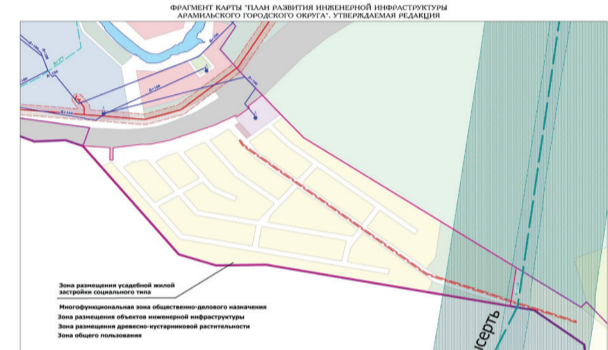 ФРАГМЕНТ КАРТЫ "ПЛАН РАЗВИТИЯ ИНЖЕНЕРНОЙ ИНФРАСТРУКТУРЫ
АРАМИЛЬСКОГО ГОРОДСКОГО ОКРУГА". УТВЕРЖДАЕМАЯ РЕДАКЦИЯ
Зона размещения усадебной жилой
застройки социального типа
Многофункциональная зона общественно-делового назначения
Зона размещения объектов инженерной инфраструктуры
Зона размещения древесно-кустарниковой растительности
Зона общего пользования
исерть